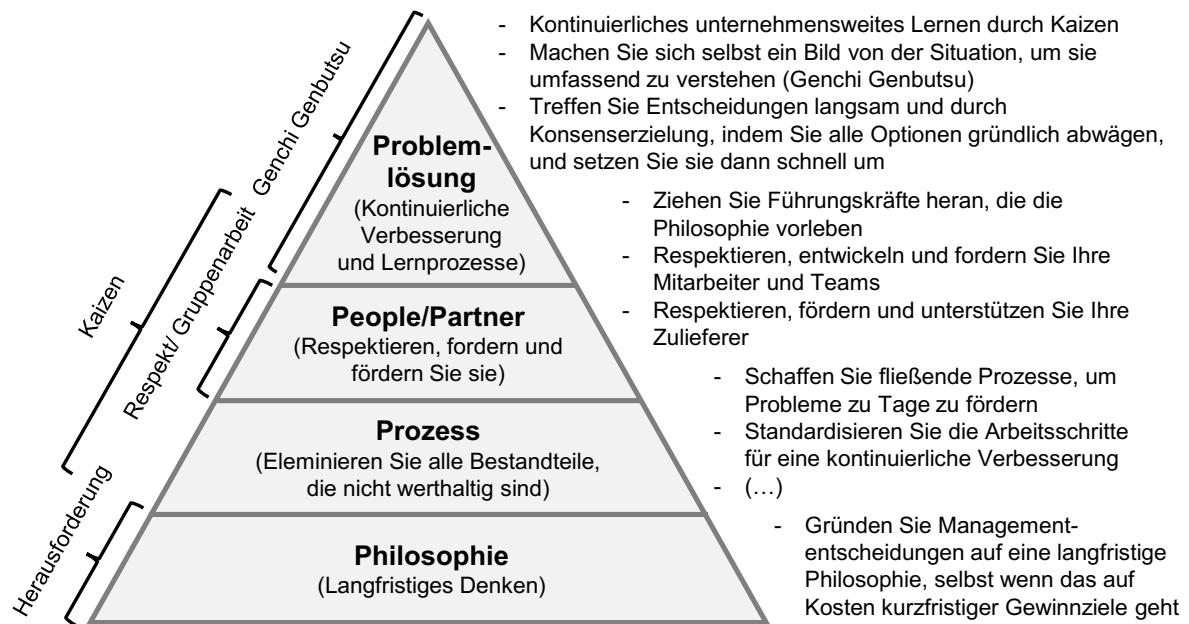 - Kontinuierliches unternehmensweites Lernen durch Kaizen
- Machen Sie sich selbst ein Bild von der Situation, um sie
umfassend zu verstehen (Genchi Genbutsu)
- Treffen Sie Entscheidungen langsam und durch
Konsenserzielung, indem Sie alle Optionen gründlich abwägen,
und setzen Sie sie dann schnell um
Genchi Genbutsu
Problem-
lösung
(Kontinuierliche
Verbesserung
und Lernprozesse)
- Ziehen Sie Führungskräfte heran, die die
Philosophie vorleben
- Respektieren, entwickeln und fordern Sie Ihre
Mitarbeiter und Teams
- Respektieren, fördern und unterstützen Sie Ihre
Zulieferer
Kaizen
Respekt/ Gruppenarbeit
People/Partner
(Respektieren, fordern und
fördern Sie sie)
- Schaffen Sie fließende Prozesse, um
Probleme zu Tage zu fördern
- Standardisieren Sie die Arbeitsschritte
für eine kontinuierliche Verbesserung
- (…)
Prozess
(Eleminieren Sie alle Bestandteile,
die nicht werthaltig sind)
Herausforderung
Philosophie
(Langfristiges Denken)
- Gründen Sie Management-
entscheidungen auf eine langfristige
Philosophie, selbst wenn das auf
Kosten kurzfristiger Gewinnziele geht